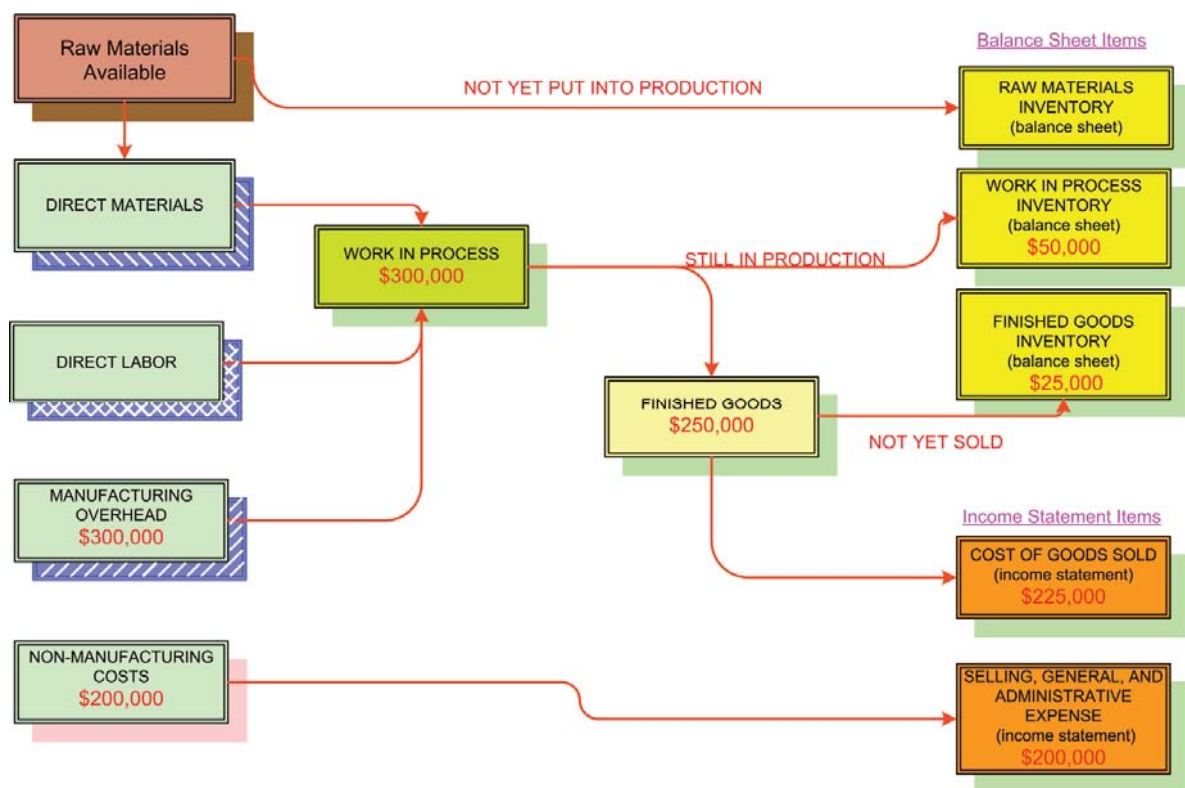 Raw Materials
Available
Balance Sheet Items
NOT YET PUT INTO PRODUCTION
RAW MATERIALS
INVENTORY
(balance sheet)
DIRECT MATERIALS
WORK IN PROCESS
INVENTORY
(balance sheet)
$50,000
WORK IN PROCESS
$300,000
STILL IN PRODUCTION
FINISHED GOODS
INVENTORY
(balance sheet)
$25,000
DIRECT LABOR
FINISHED GOODS
$250,000
NOT YET SOLD
MANUFACTURING
OVERHEAD
$300,000
Income Statement Items
COST OF GOODS SOLD
(income statement)
$225,000
NON-MANUFACTURING
COSTS
$200,000
SELLING, GENERAL, AND
ADMINISTRATIVE
EXPENSE
(income statement)
$200,000